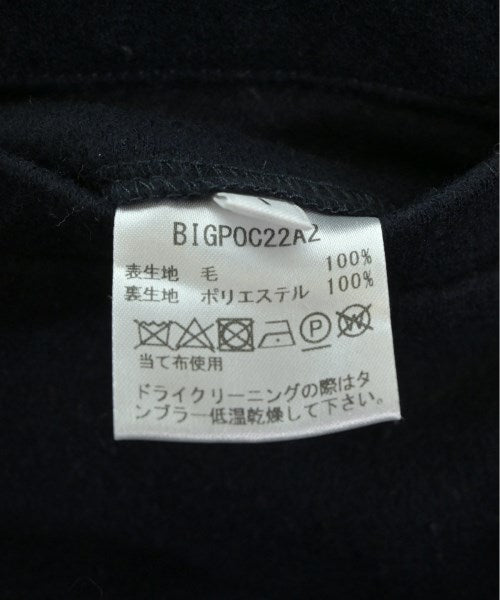 BIGPOC22A2
表生地 毛 100%
裏生地 ポリエステル 100%
P W
当て布使用
ドライクリーニングの際はタ
ンブラー低温乾燥して下さい。